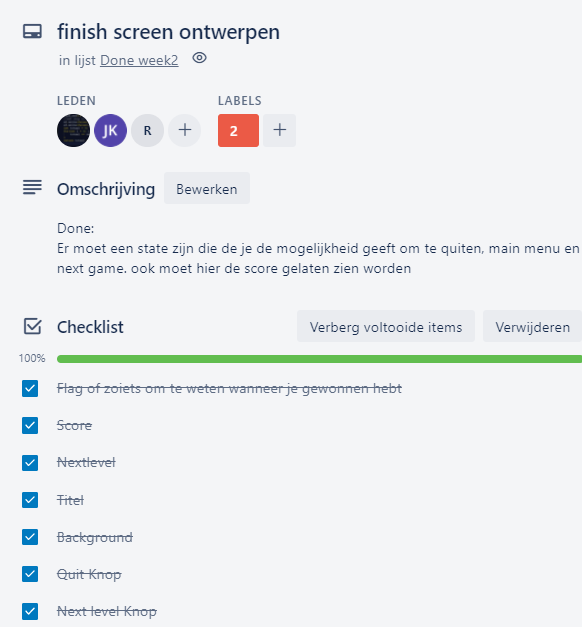 finish screen ontwerpen
in lijst Done week2
LEDEN
LABELS
JK
R
2
Omschrijving
Bewerken
Done:
Er moet een state zijn die de je de mogelijkheid geeft om te quiten, main menu en
next game. ook moet hier de score gelaten zien worden
Checklist
Verberg voltooide items
Verwijderen
100%
Flag of zoiets om te weten wanneer je gewonnen hebt
Score
Nextlevel
Titel
Background
Quit Knop
Next level Knop